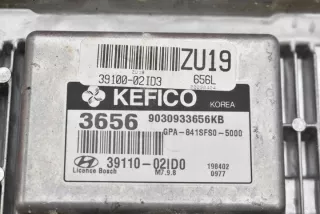 ZU19
ZU19
39100-02ID3 656L
KEFICO KOREA
3656 9030933656KB
GPA-841SFS0-5000
39110-02ID0 198402
Licence Bosch M7.9.8 0977